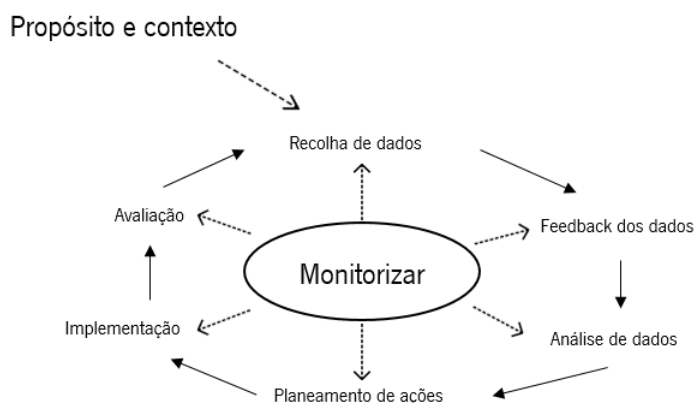 Propósito e contexto
Recolha de dados
Avaliação
Feedback dos dados
Monitorizar
Implementação
Análise de dados
Planeamento de ações